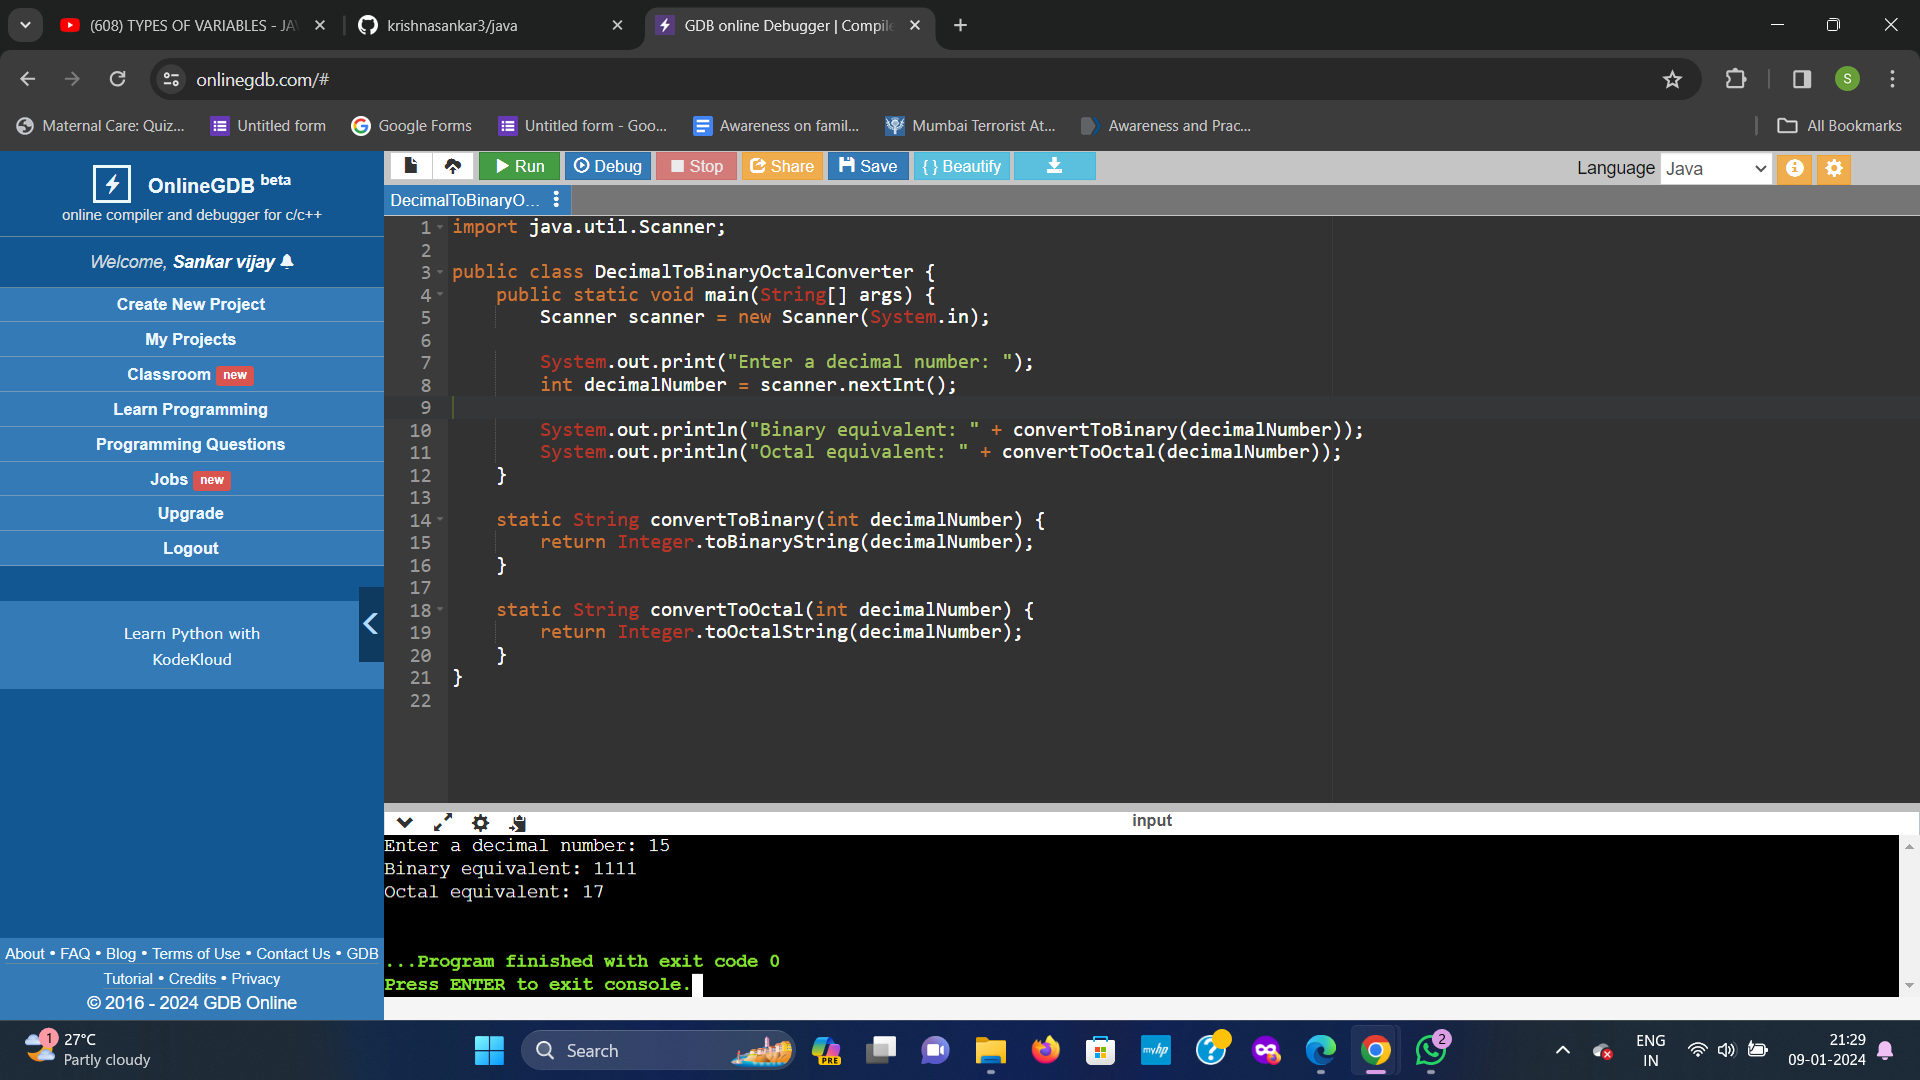 (608) TYPES OF VARIABLES - JA
krishnasankar3/java
GDB online Debugger | Compile
onlinegdb.com/#
S
Maternal Care: Quiz...
Untitled form
Google Forms
Untitled form - Goo...
Awareness on famil...
Mumbai Terrorist At...
Awareness and Prac...
All Bookmarks
OnlineGDB beta
online compiler and debugger for c/c++
Welcome, Sankar vijay
Create New Project
My Projects
Classroom new
Learn Programming
Programming Questions
Jobs new
Upgrade
Logout
Learn Python with
KodeKloud
About • FAQ • Blog • Terms of Use • Contact Us • GDB
Tutorial • Credits • Privacy
© 2016 - 2024 GDB Online
Run Debug Stop Share Save { } Beautify
Language Java
DecimalToBinaryO...
1 import java.util.Scanner;
2
3 public class DecimalToBinaryOctalConverter {
4 public static void main(String[] args) {
5 Scanner scanner = new Scanner(System.in);
6
7 System.out.print("Enter a decimal number: ");
8 int decimalNumber = scanner.nextInt();
9
10 System.out.println("Binary equivalent: " + convertToBinary(decimalNumber));
11 System.out.println("Octal equivalent: " + convertToOctal(decimalNumber));
12 }
13
14 static String convertToBinary(int decimalNumber) {
15 return Integer.toBinaryString(decimalNumber);
16 }
17
18 static String convertToOctal(int decimalNumber) {
19 return Integer.toOctalString(decimalNumber);
20 }
21 }
22
input
Enter a decimal number: 15
Binary equivalent: 1111
Octal equivalent: 17
...Program finished with exit code 0
Press ENTER to exit console.
1
27°C
Partly cloudy
Search
PRE
myhp
2
ENG
IN
21:29
09-01-2024